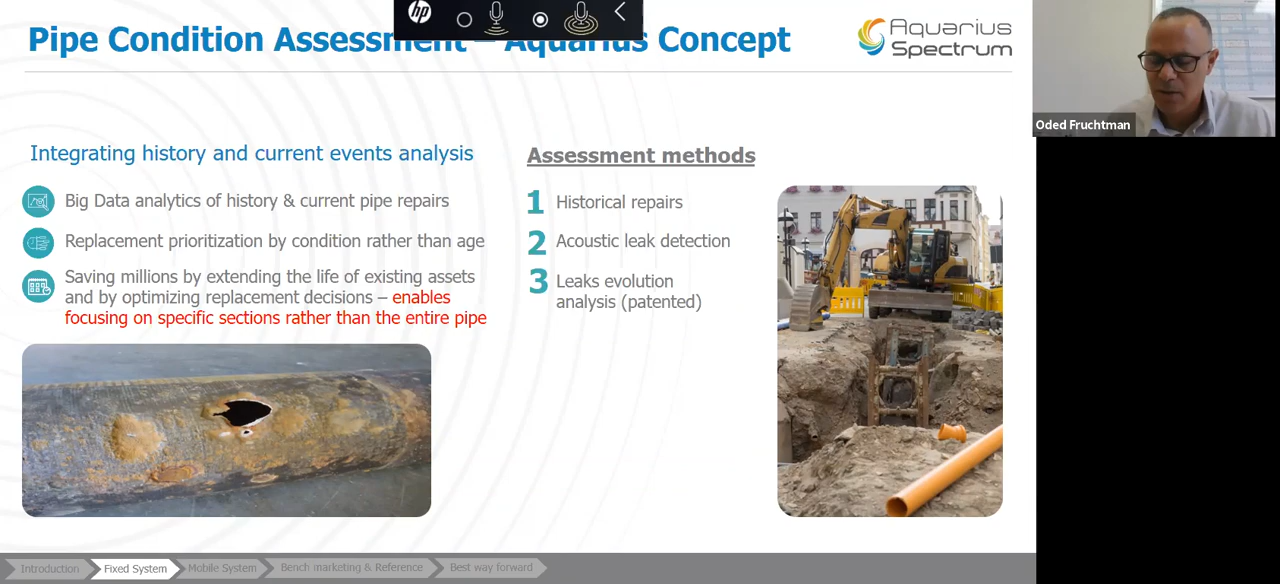 Pipe Condition Assessment – Aquarius Concept
hp
Aquarius
Spectrum
Oded Fruchtman
Integrating history and current events analysis
Big Data analytics of history & current pipe repairs
Replacement prioritization by condition rather than age
Saving millions by extending the life of existing assets
and by optimizing replacement decisions – enables
focusing on specific sections rather than the entire pipe
Assessment methods
1 Historical repairs
2 Acoustic leak detection
3 Leaks evolution
analysis (patented)
Introduction
Fixed System
Mobile System
Bench marketing & Reference
Best way forward